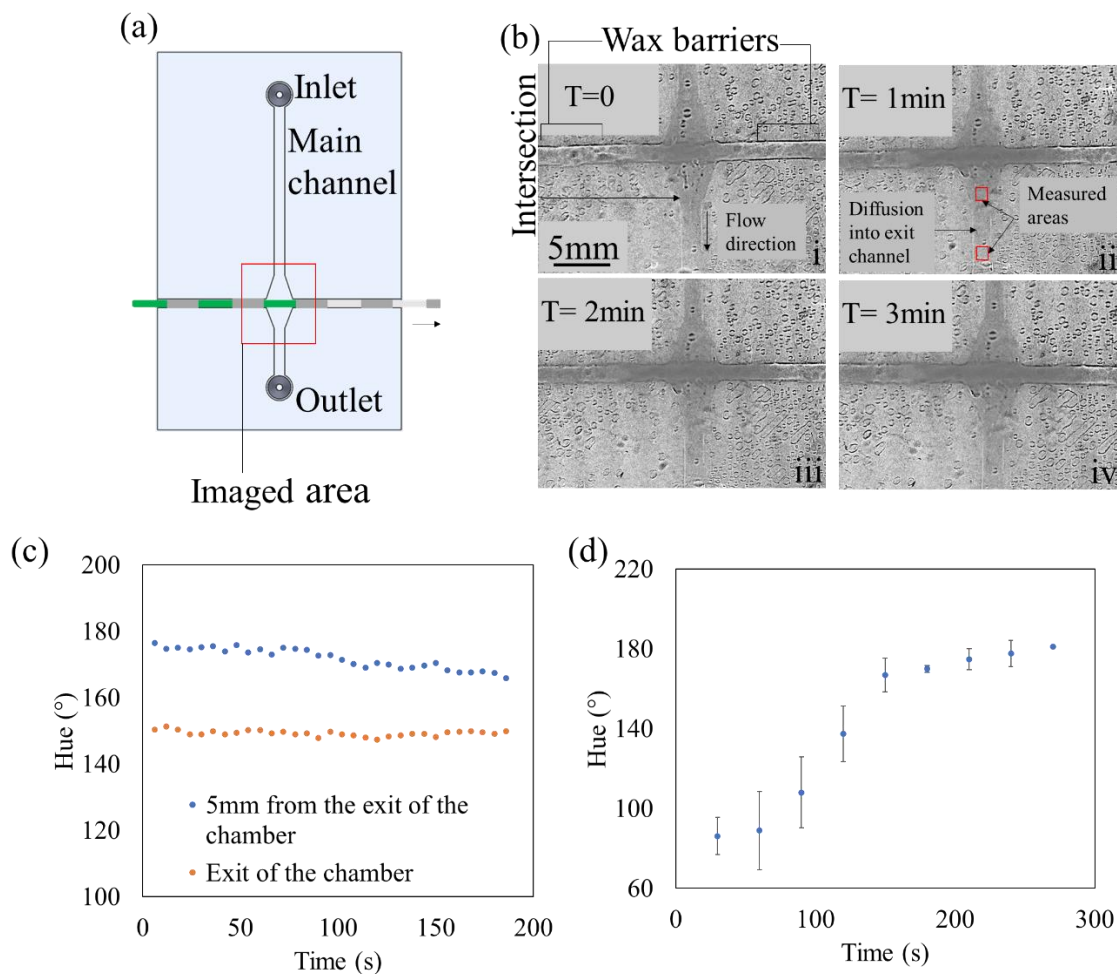 (a)
Inlet
Main
channel
Outlet
Imaged area
(b)
Wax barriers
Intersection
T=0
Flow
direction
5mm
i
T= 1min
Diffusion
into exit
channel
Measured
areas
ii
T= 2min
iii
T= 3min
iv
(c)
200
180
160
140
120
100
Hue (°)
5mm from the exit of the
chamber
Exit of the chamber
0
50
100
150
200
Time (s)
(d)
220
180
140
100
60
Hue (°)
0
100
200
300
Time (s)